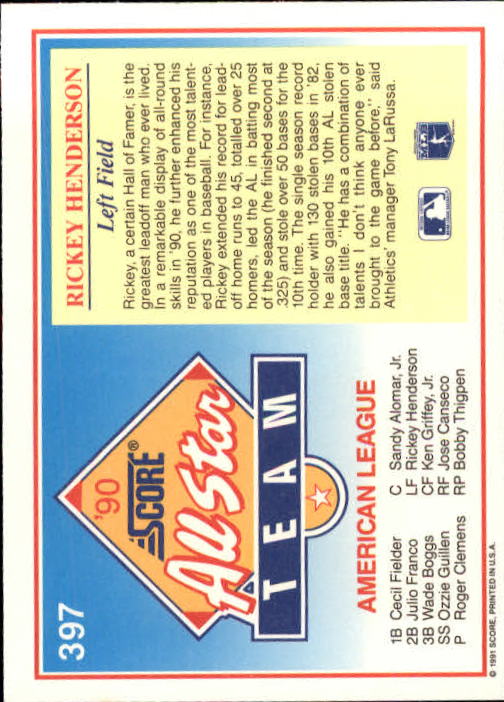 397
'90
SCORE®
All Star
TEAM
AMERICAN LEAGUE
1B Cecil Fielder
2B Julio Franco
3B Wade Boggs
SS Ozzie Guillen
P Roger Clemens
C Sandy Alomar, Jr.
LF Rickey Henderson
CF Ken Griffey, Jr.
RF Jose Canseco
RP Bobby Thigpen
© 1991 SCORE, PRINTED IN U.S.A.
RICKEY HENDERSON
Left Field
Rickey, a certain Hall of Famer, is the
greatest leadoff man who ever lived.
In a remarkable display of all-round
skills in '90, he further enhanced his
reputation as one of the most talent-
ed players in baseball. For instance,
Rickey extended his record for lead-
off home runs to 45, totalled over 25
homers, led the AL in batting most
of the season (he finished second at
.325) and stole over 50 bases for the
10th time. The single season record
holder with 130 stolen bases in '82,
he also gained his 10th AL stolen
base title. "He has a combination of
talents I don't think anyone ever
brought to the game before," said
Athletics' manager Tony LaRussa.